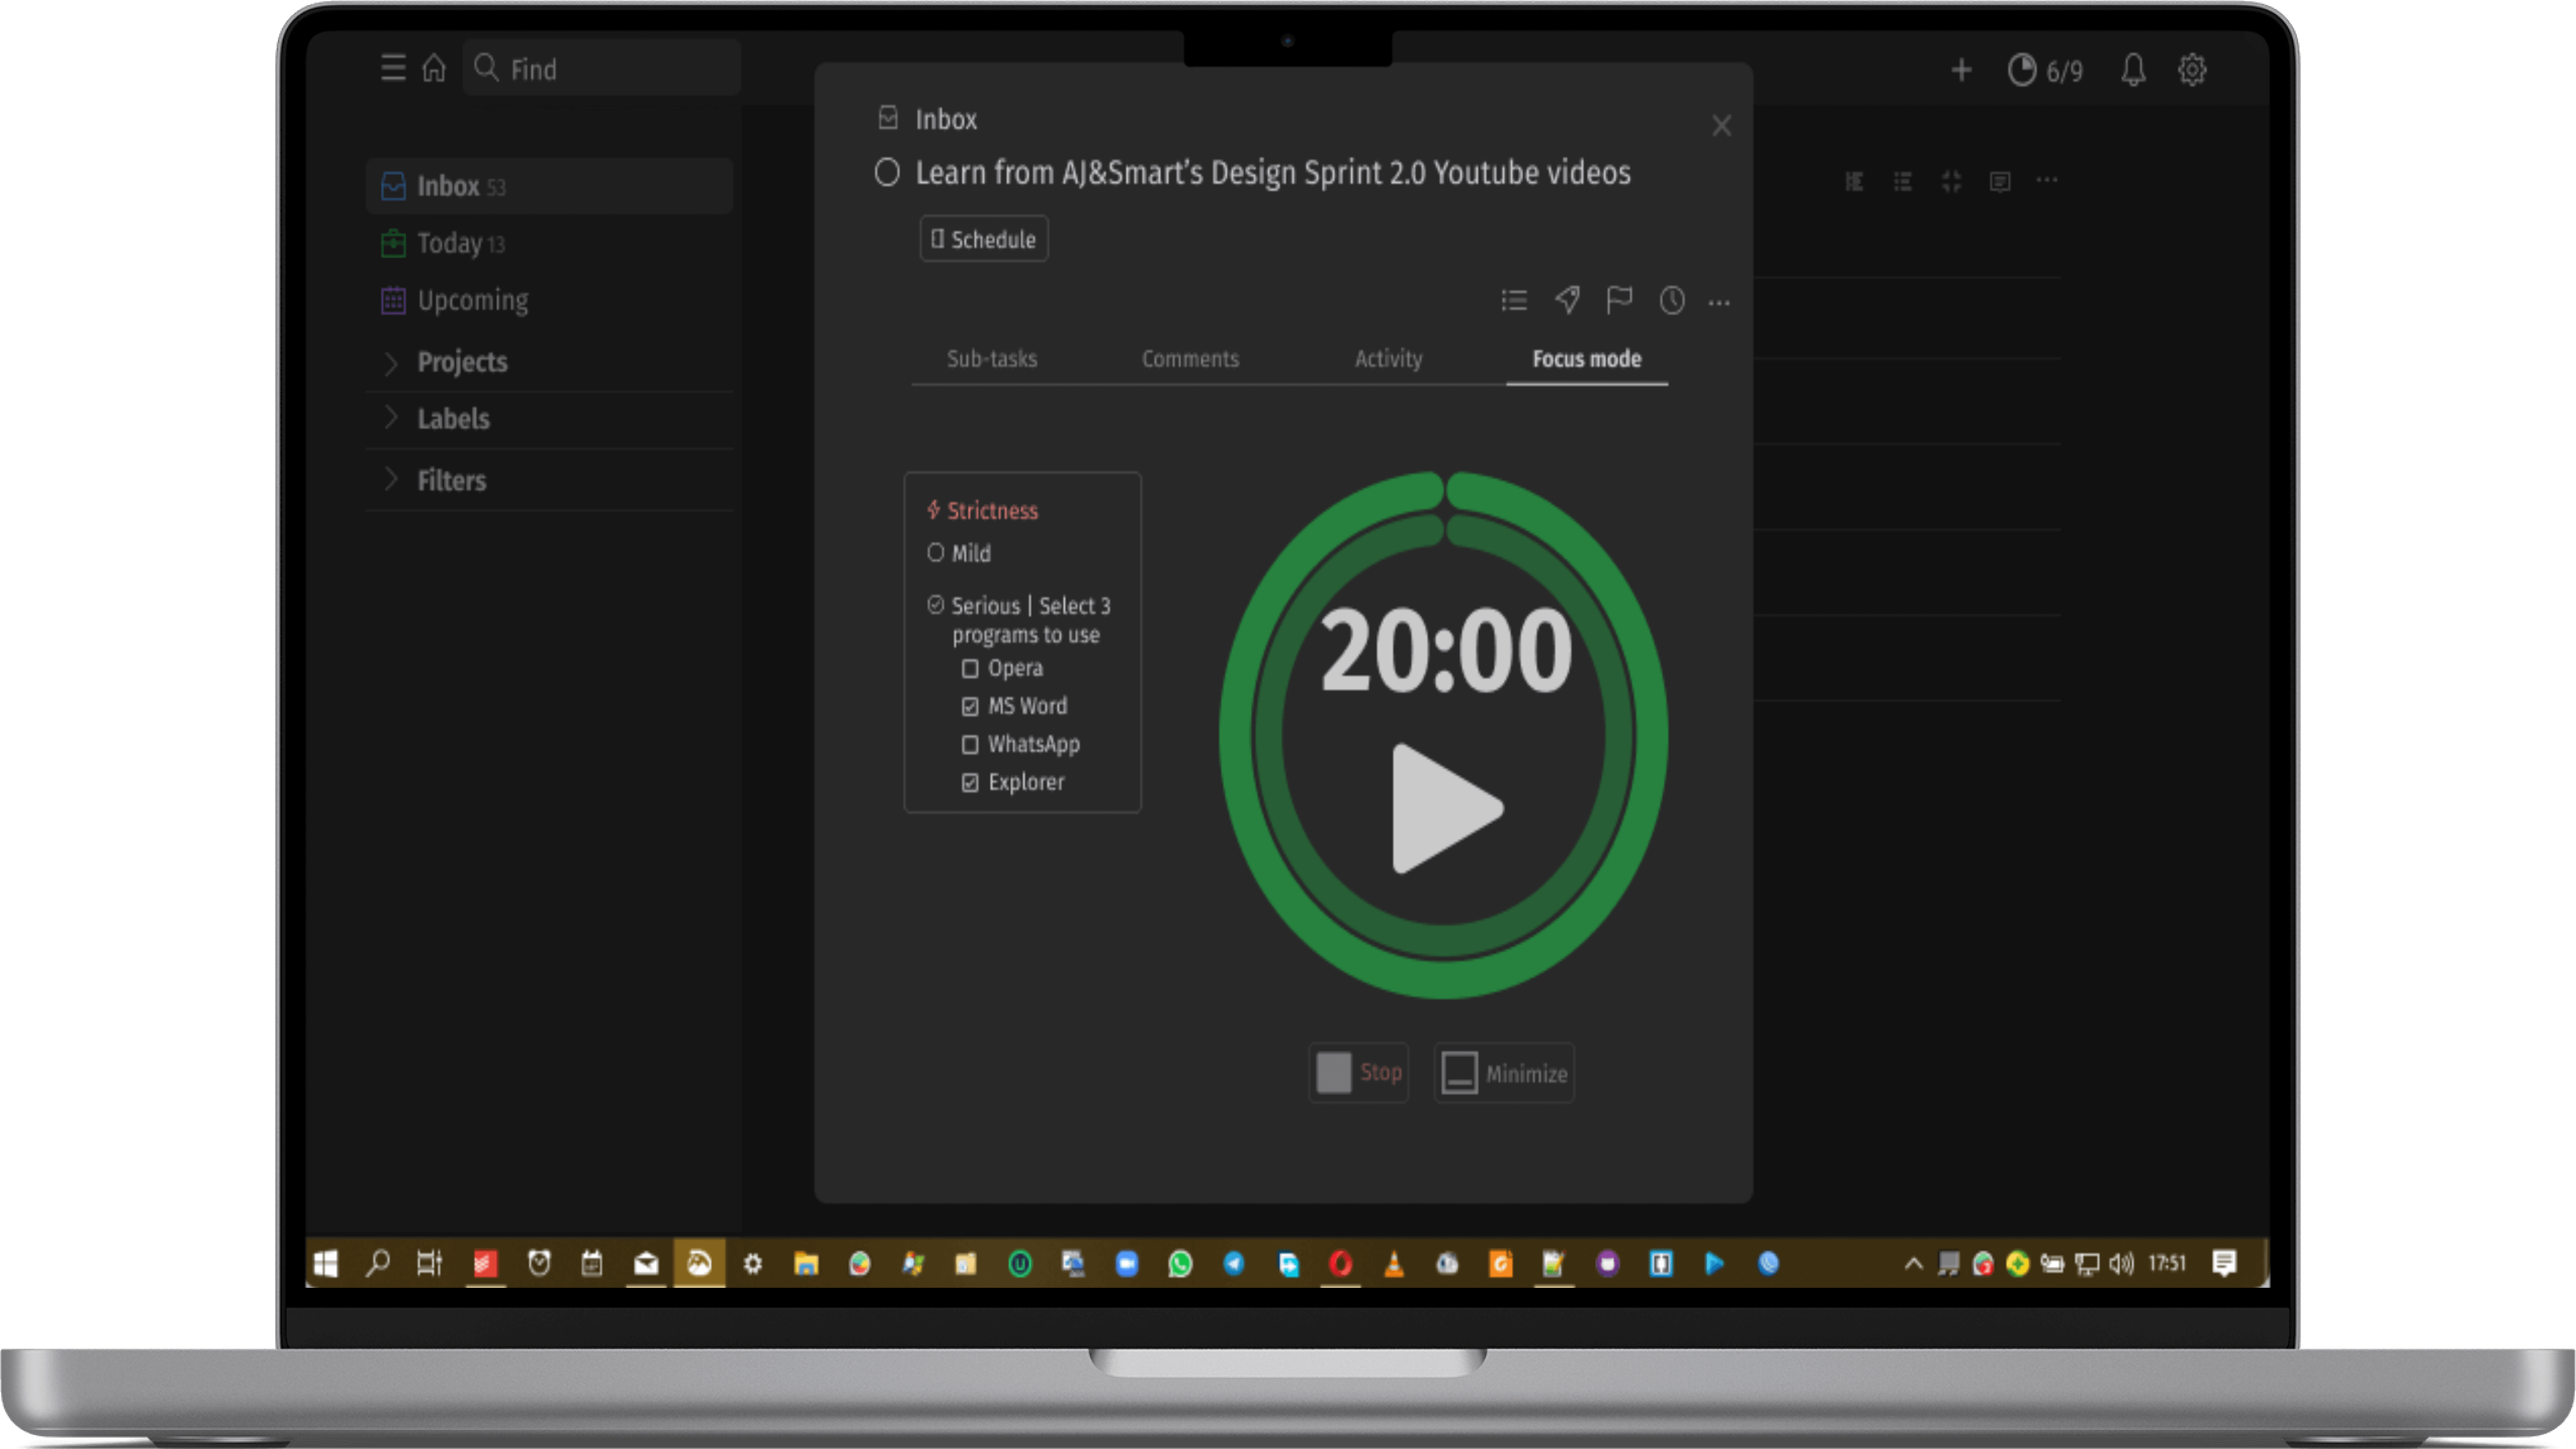 Find
6/9
Inbox 53
Today 13
Upcoming
Projects
Labels
Filters
Inbox
Learn from AJ&Smart's Design Sprint 2.0 Youtube videos
Schedule
Sub-tasks
Comments
Activity
Focus mode
Strictness
Mild
Serious | Select 3
programs to use
Opera
MS Word
WhatsApp
Explorer
20:00
Stop
Minimize
17:51